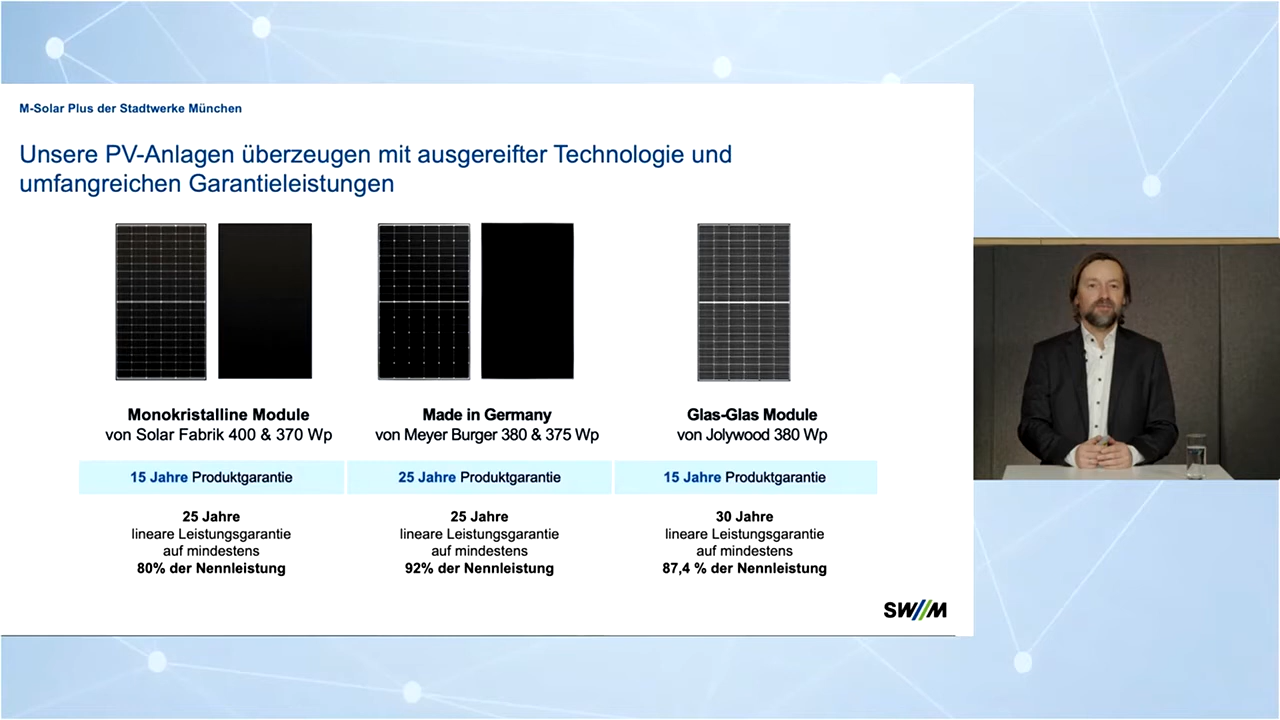 M-Solar Plus der Stadtwerke München
Unsere PV-Anlagen überzeugen mit ausgereifter Technologie und
umfangreichen Garantieleistungen
Monokristalline Module
von Solar Fabrik 400 & 370 Wp
15 Jahre Produktgarantie
25 Jahre
lineare Leistungsgarantie
auf mindestens
80% der Nennleistung
Made in Germany
von Meyer Burger 380 & 375 Wp
25 Jahre Produktgarantie
25 Jahre
lineare Leistungsgarantie
auf mindestens
92% der Nennleistung
Glas-Glas Module
von Jolywood 380 Wp
15 Jahre Produktgarantie
30 Jahre
lineare Leistungsgarantie
auf mindestens
87,4 % der Nennleistung
SW//M